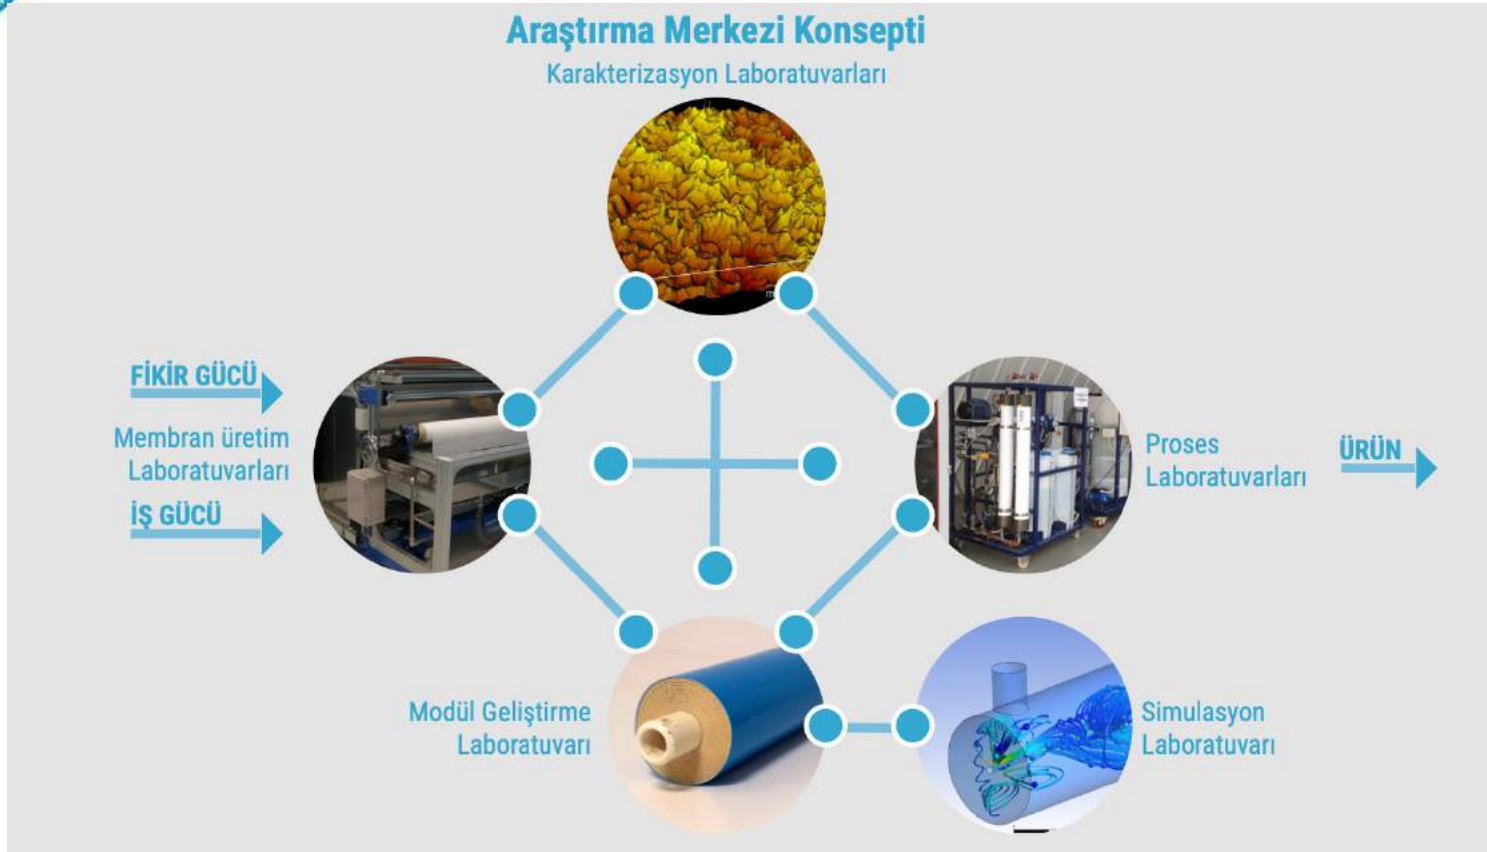 Araştırma Merkezi Konsepti
Karakterizasyon Laboratuvarları
FİKİR GÜCÜ
Membran üretim
Laboratuvarları
İŞ GÜCÜ
Proses
Laboratuvarları
ÜRÜN
Modül Geliştirme
Laboratuvarı
Simulasyon
Laboratuvarı